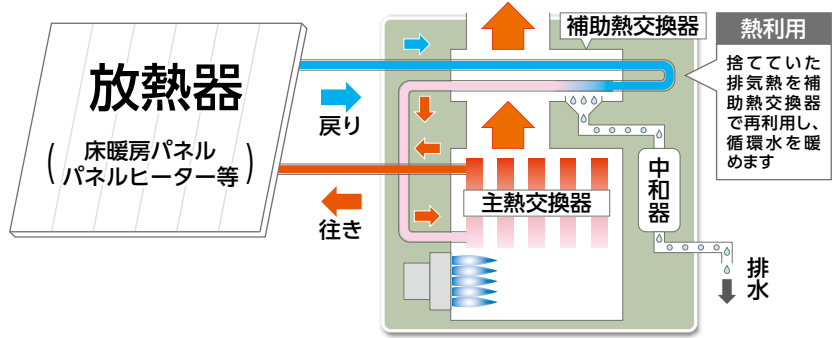 放熱器
(床暖房パネル
パネルヒーター等)
戻り
往き
補助熱交換器
主熱交換器
中和器
排水
熱利用
捨てていた
排気熱を補
助熱交換器
で再利用し、
循環水を暖
めます